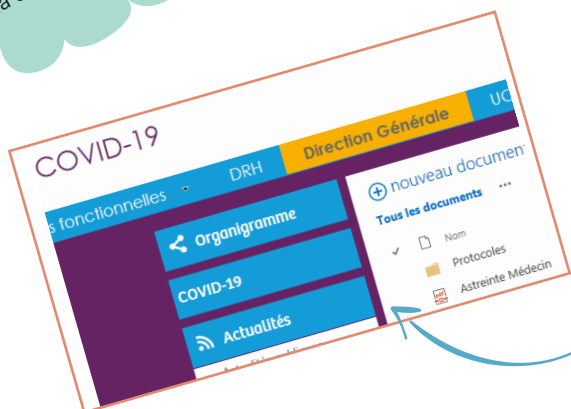 COVID-19
s fonctionnelles DRH Direction Générale UC
Organigramme
COVID-19
Actualités
nouveau documen
Tous les documents ...
Nom
Protocoles
Astreinte Médecin